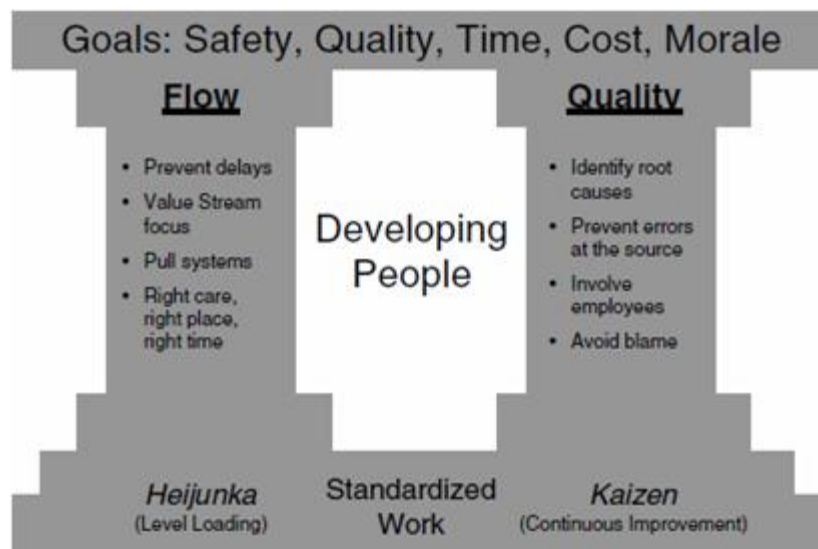 Goals: Safety, Quality, Time, Cost, Morale
Flow
• Prevent delays
• Value Stream
focus
• Pull systems
• Right care,
right place,
right time
Developing
People
Quality
• Identify root
causes
• Prevent errors
at the source
• Involve
employees
• Avoid blame
Heijunka
(Level Loading)
Standardized
Work
Kaizen
(Continuous Improvement)